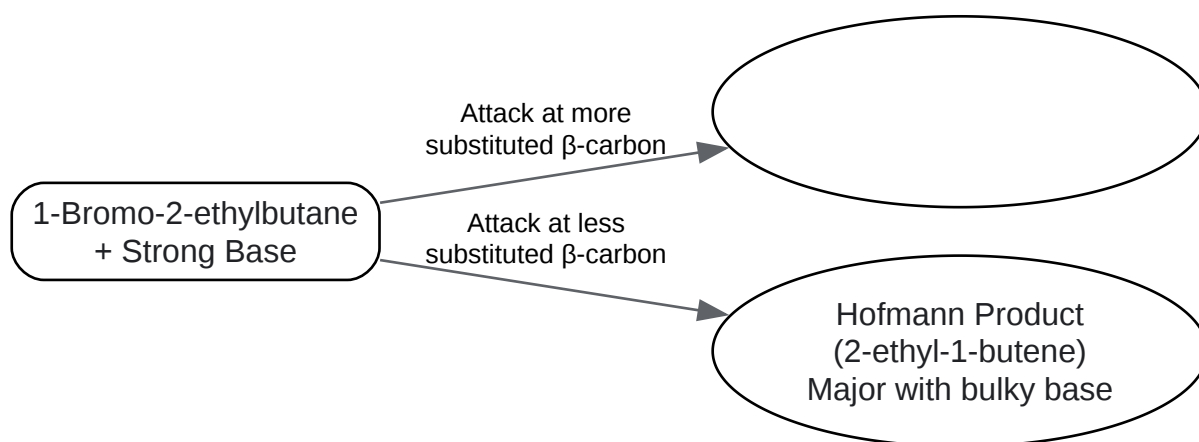 Attack at more
substituted β-carbon
1-Bromo-2-ethylbutane
+ Strong Base
Attack at less
substituted β-carbon
Hofmann Product
(2-ethyl-1-butene)
Major with bulky base